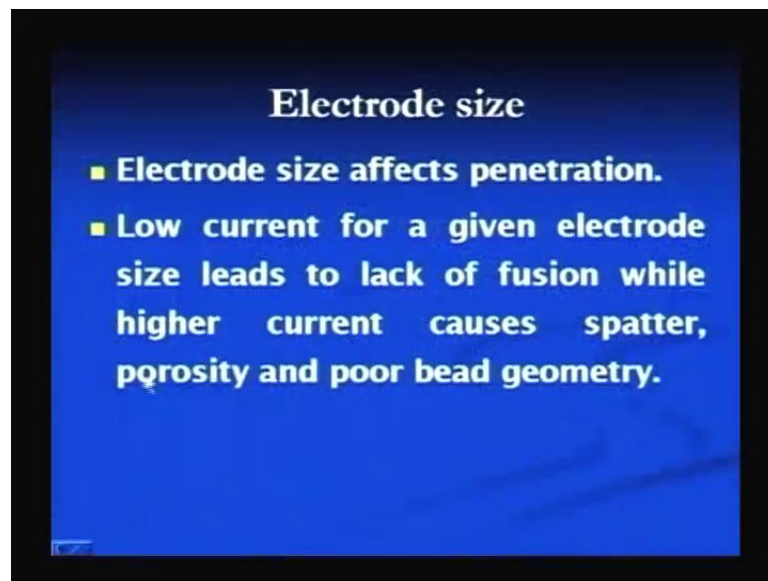 Electrode size
Electrode size affects penetration.
Low current for a given electrode
size leads to lack of fusion while
higher current causes spatter,
porosity and poor bead geometry.